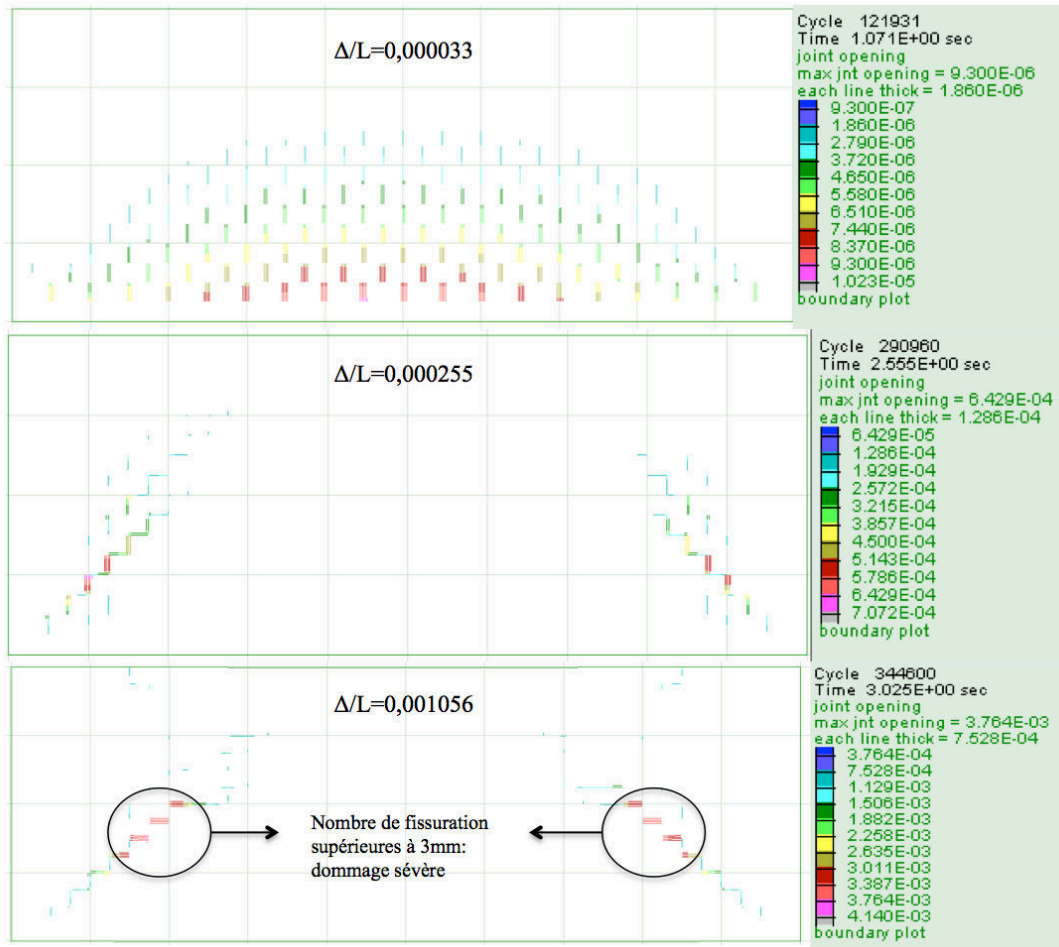 Δ/L=0,000033
Cycle 121931
Time 1.071E+00 sec
joint opening
max jnt opening = 9.300E-06
each line thick = 1.860E-06
9.300E-07
1.860E-06
2.790E-06
3.720E-06
4.650E-06
5.580E-06
6.510E-06
7.440E-06
8.370E-06
9.300E-06
1.023E-05
boundary plot
Δ/L=0,000255
Cycle 290960
Time 2.555E+00 sec
joint opening
max jnt opening = 6.429E-04
each line thick = 1.286E-04
6.429E-05
1.286E-04
1.929E-04
2.572E-04
3.215E-04
3.857E-04
4.500E-04
5.143E-04
5.786E-04
6.429E-04
7.072E-04
boundary plot
Δ/L=0,001056
Nombre de fissuration
supérieures à 3mm:
dommage sévère
Cycle 344600
Time 3.025E+00 sec
joint opening
max jnt opening = 3.764E-03
each line thick = 7.528E-04
3.764E-04
7.528E-04
1.129E-03
1.506E-03
1.882E-03
2.258E-03
2.635E-03
3.011E-03
3.387E-03
3.764E-03
4.140E-03
boundary plot